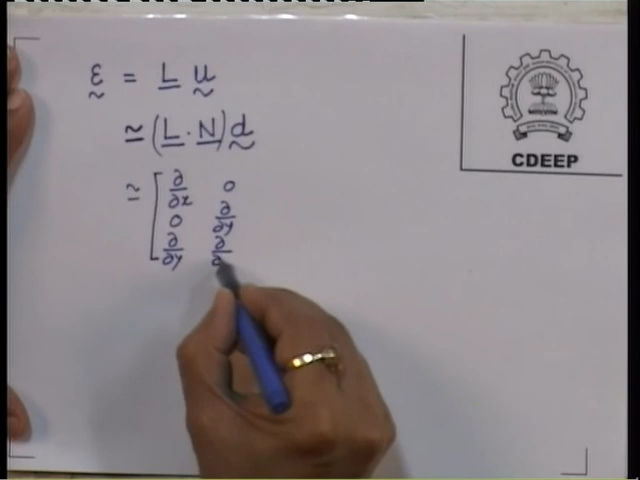 ε = L u
≃ (L · N) d
≃ [ ∂/∂x 0
0 ∂/∂y
∂/∂y ∂/∂
CDEEP